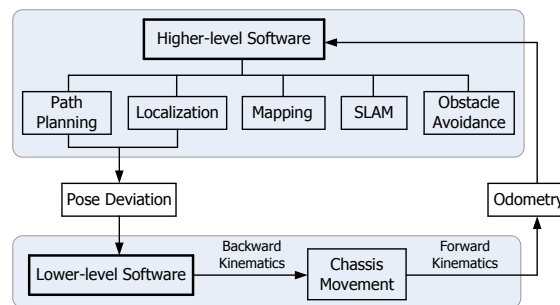 Higher-level Software
Path
Planning
Localization
Mapping
SLAM
Obstacle
Avoidance
Pose Deviation
Odometry
Lower-level Software
Backward
Kinematics
Chassis
Movement
Forward
Kinematics